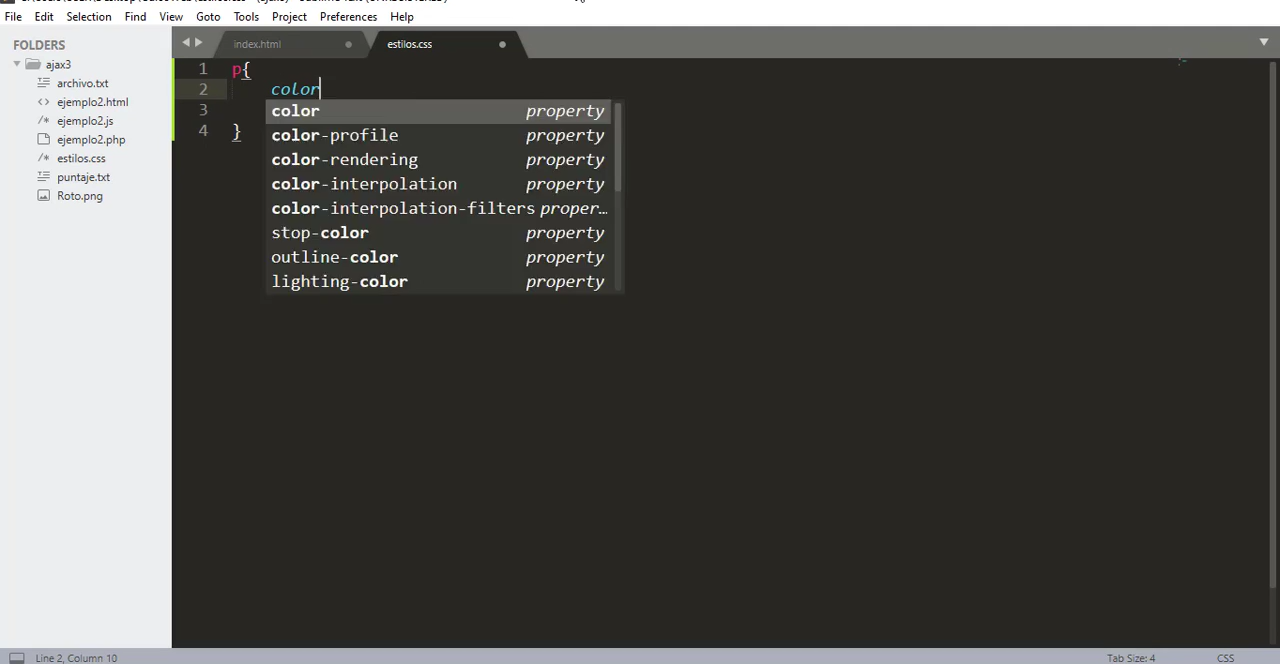 File Edit Selection Find View Goto Tools Project Preferences Help
FOLDERS
ajax3
archivo.txt
ejemplo2.html
ejemplo2.js
ejemplo2.php
estilos.css
puntaje.txt
Roto.png
index.html
estilos.css
1 p{
2 color
3
4 }
color property
color-profile property
color-rendering property
color-interpolation property
color-interpolation-filters proper…
stop-color property
outline-color property
lighting-color property
Line 2, Column 10
Tab Size: 4
CSS